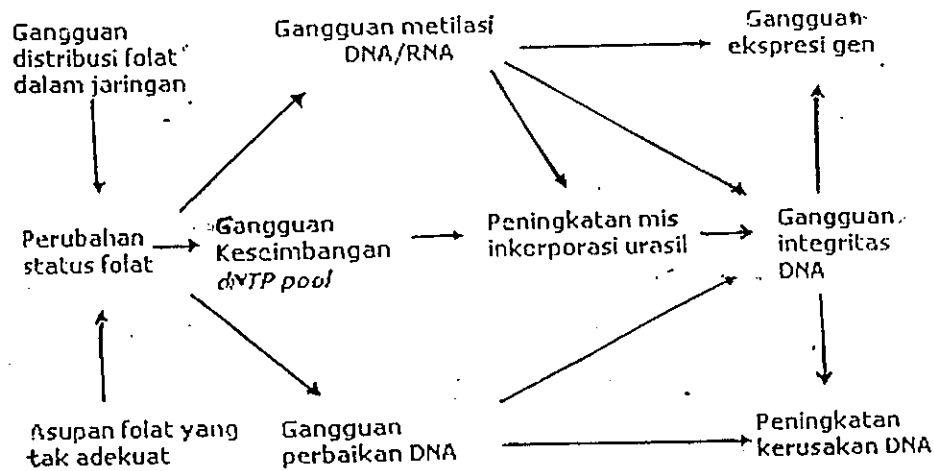 Gangguan
distribusi folat
dalam jaringan
Gangguan metilasi
DNA/RNA
Gangguan
ekspresi gen
Perubahan
status folat
Gangguan
Keseimbangan
dNTP pool
Peningkatan mis
inkorporasi urasil
Gangguan
integritas
DNA
Asupan folat yang
tak adekuat
Gangguan
perbaikan DNA
Peningkatan
kerusakan DNA